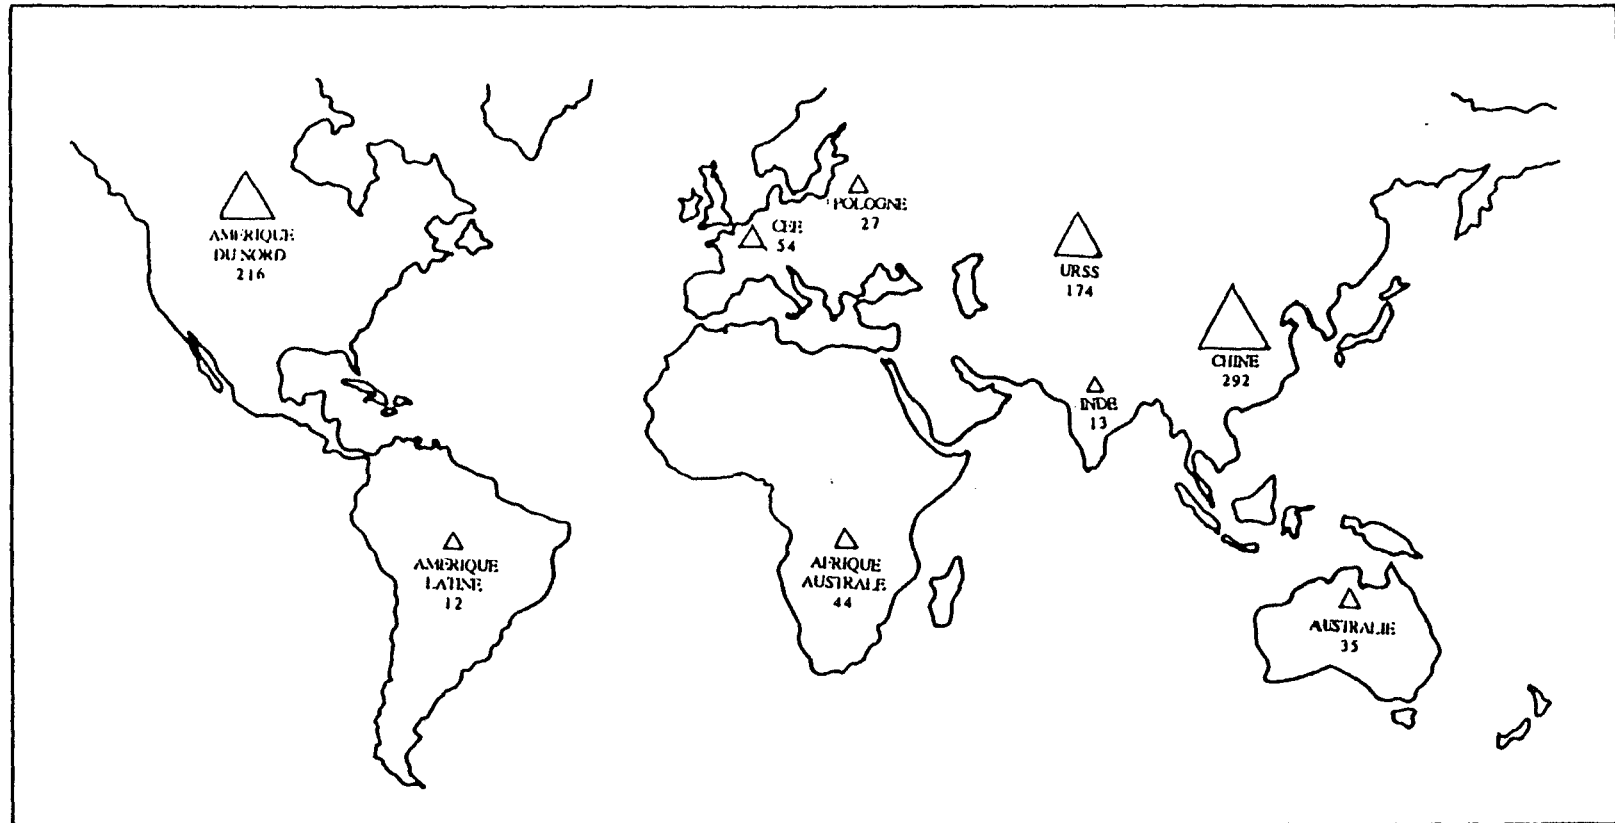 AMERIQUE
DU NORD
216
POLOGNE
27
CEE
54
URSS
174
CHINE
292
INDE
13
AMERIQUE
LATINE
12
AFRIQUE
AUSTRALE
44
AUSTRALIE
35